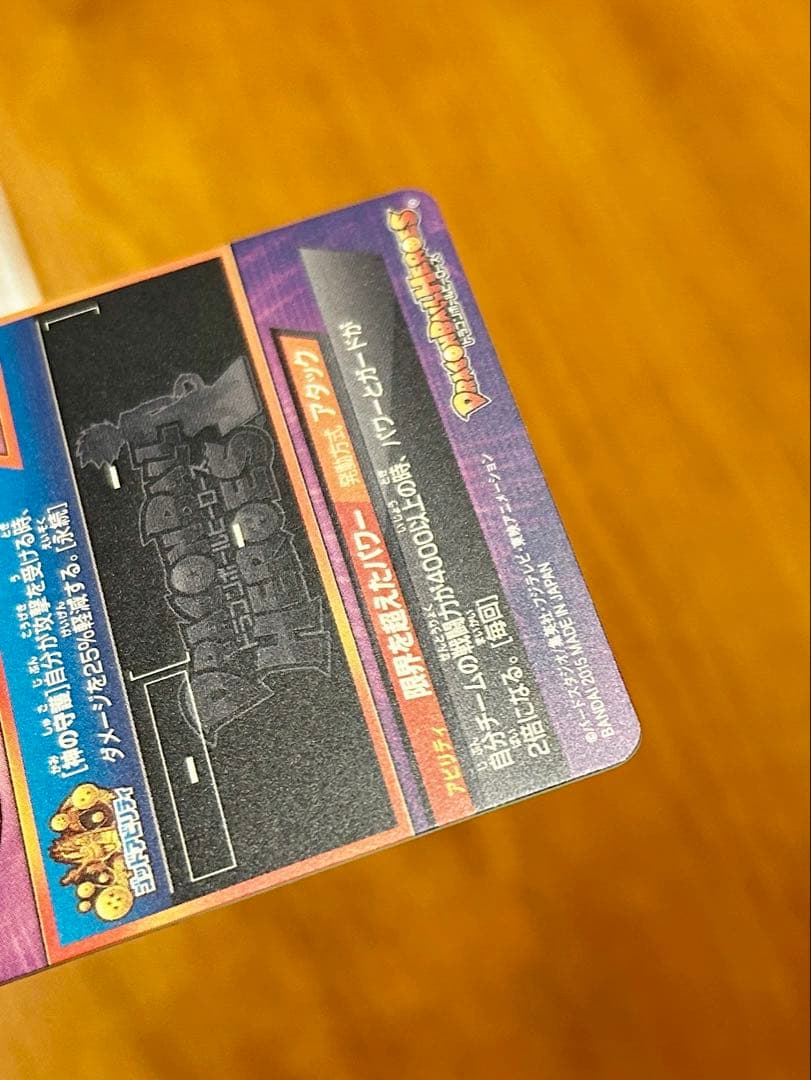 ゴッドアビリティ
[神の守護]自分が攻撃を受ける時、
ダメージを25%軽減する。[永続]
DRAGON BALL
ドラゴンボールヒーローズ
HEROES
アビリティ 限界を超えたパワー 発動方式 アタック
自分チームの戦闘力が4000以上の時、パワーとガードが
2倍になる。[毎回]
DRAGON BALL HEROES
ドラゴンボールヒーローズ
©バードスタジオ/集英社・フジテレビ・東映アニメーション
BANDAI 2015 MADE IN JAPAN